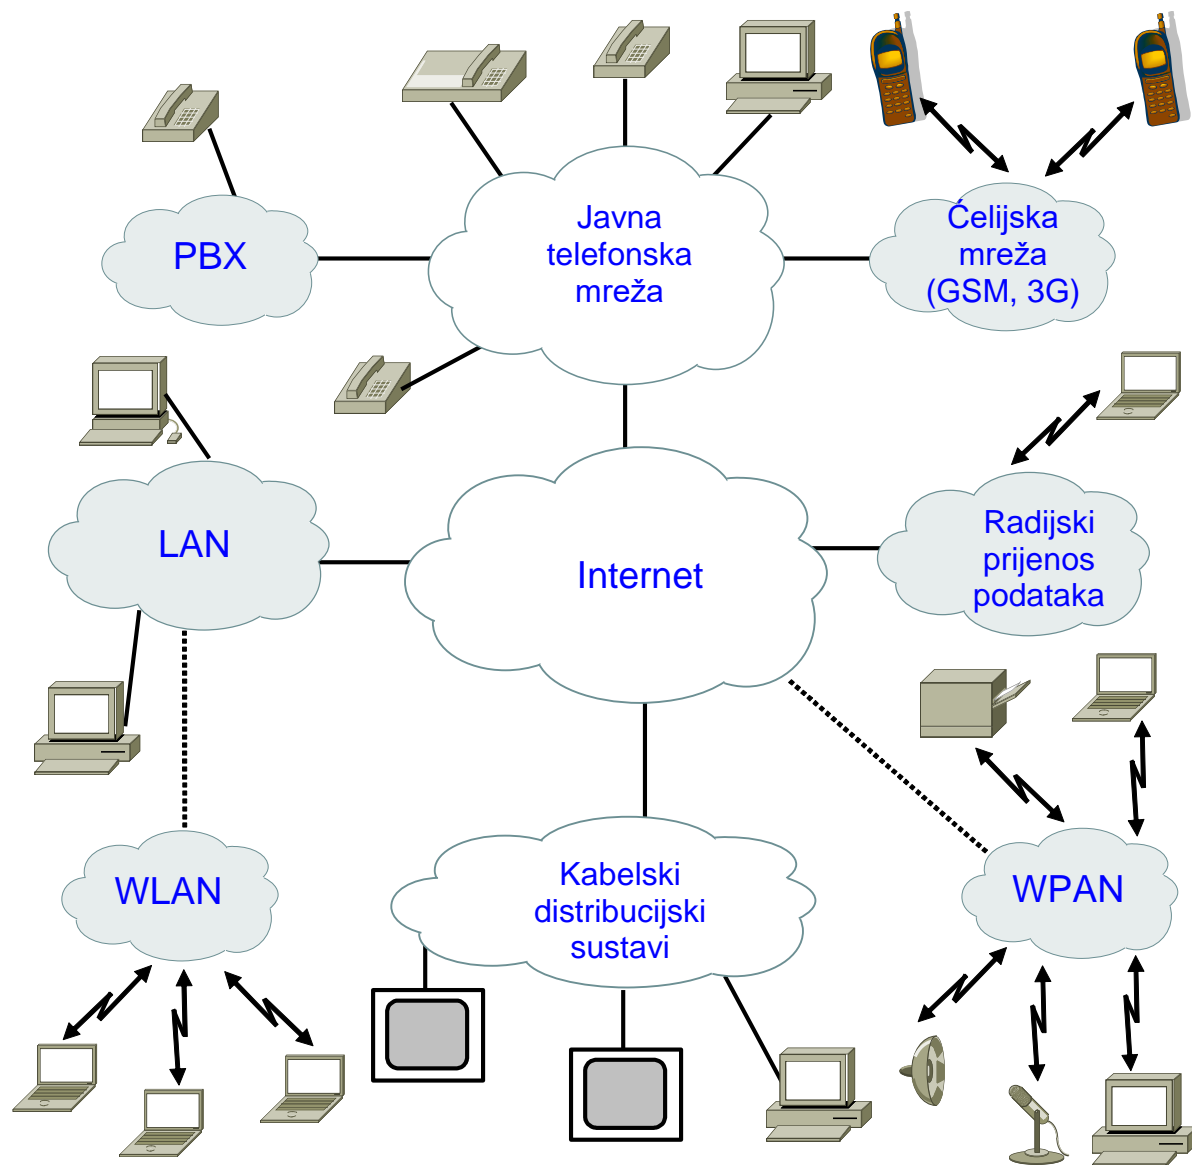 PBX
Javna
telefonska
mreža
Ćelijska
mreža
(GSM, 3G)
LAN
Internet
Radijski
prijenos
podataka
WLAN
Kabelski
distribucijski
sustavi
WPAN